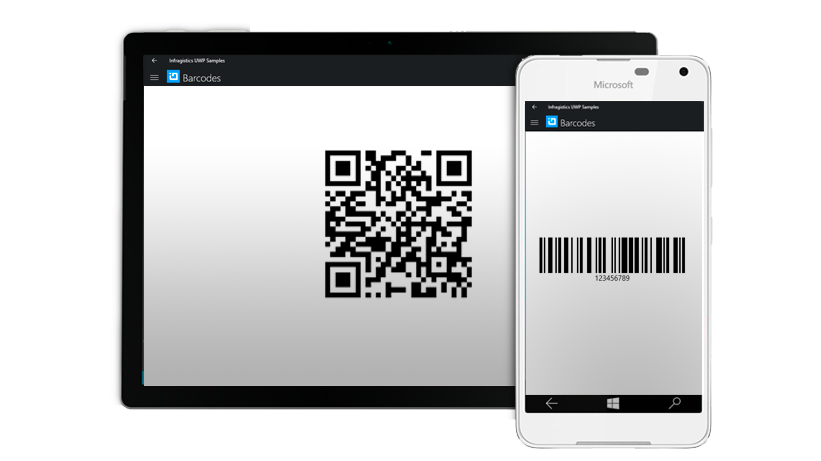 Infragistics UWP Samples
Barcodes
Microsoft
Infragistics UWP Samples
Barcodes
123456789